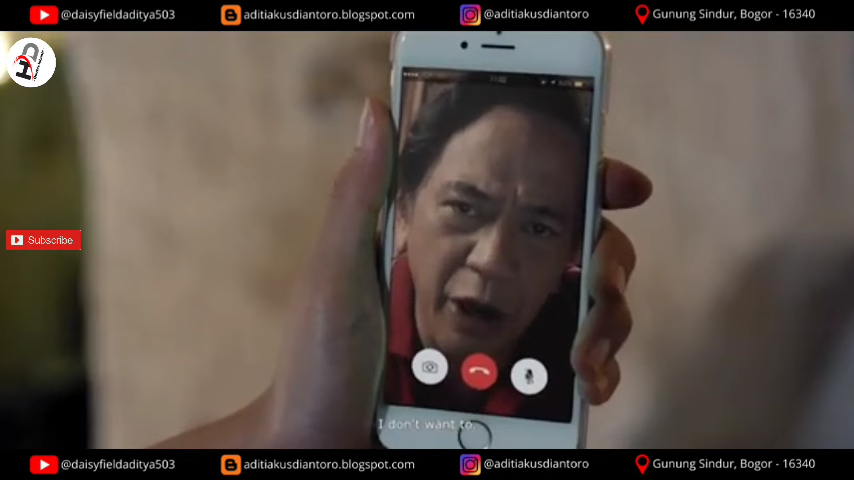 @daisyfieldaditya503 aditiakusdiantoro.blogspot.com @aditiakusdiantoro Gunung Sindur, Bogor - 16340
Subscribe
I don't want to.
@daisyfieldaditya503 aditiakusdiantoro.blogspot.com @aditiakusdiantoro Gunung Sindur, Bogor - 16340